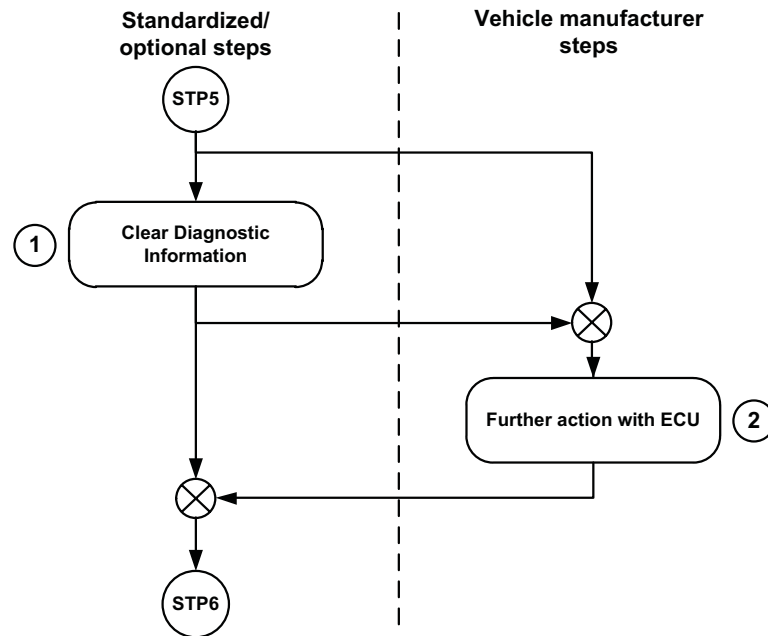 Standardized/
optional steps
Vehicle manufacturer
steps
STP5
1
Clear Diagnostic
Information
Further action with ECU
2
STP6